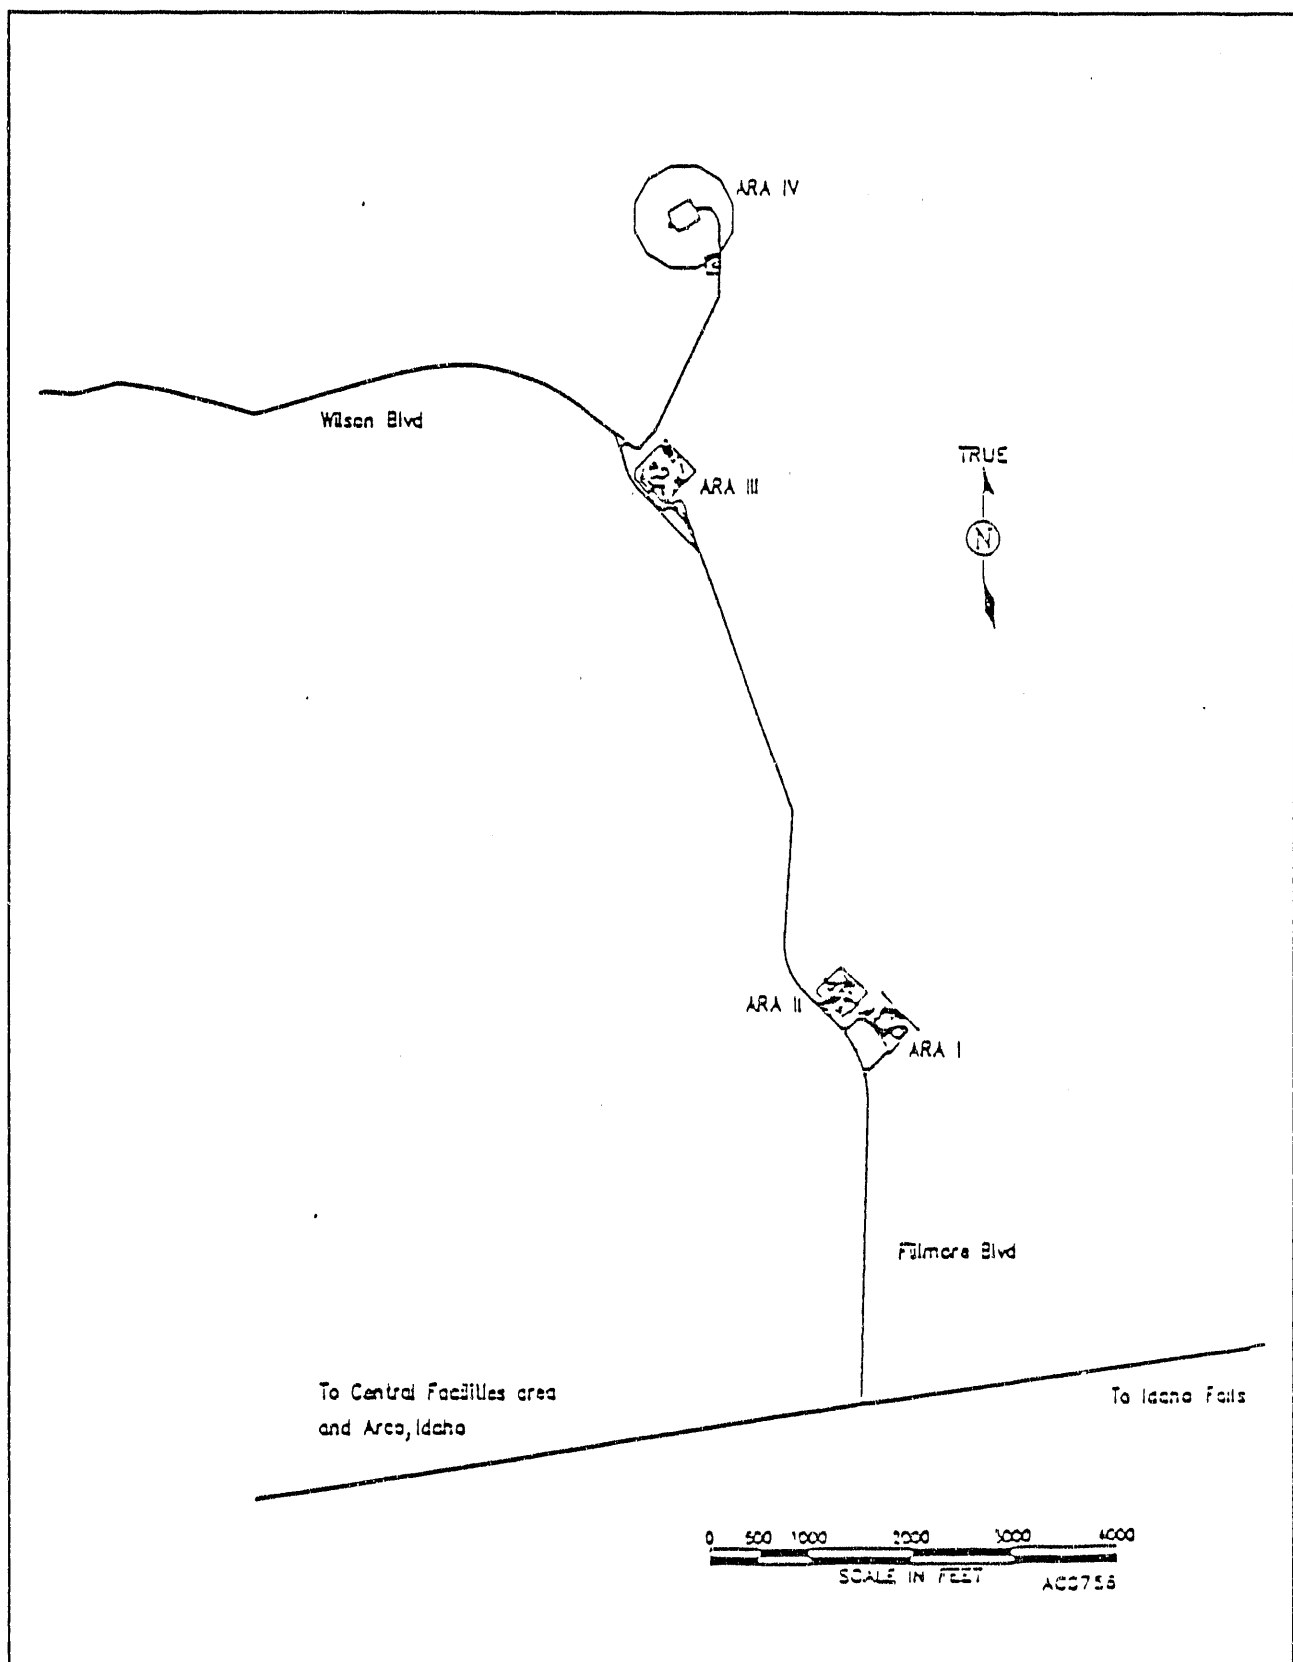 ARA IV
Wilson Blvd
TRUE
ARA III
N
ARA II
ARA I
Fillmore Blvd
To Central Facilities area
and Arco, Idaho
To Idaho Falls
0 500 1000 2000 3000 4000
SCALE IN FEET